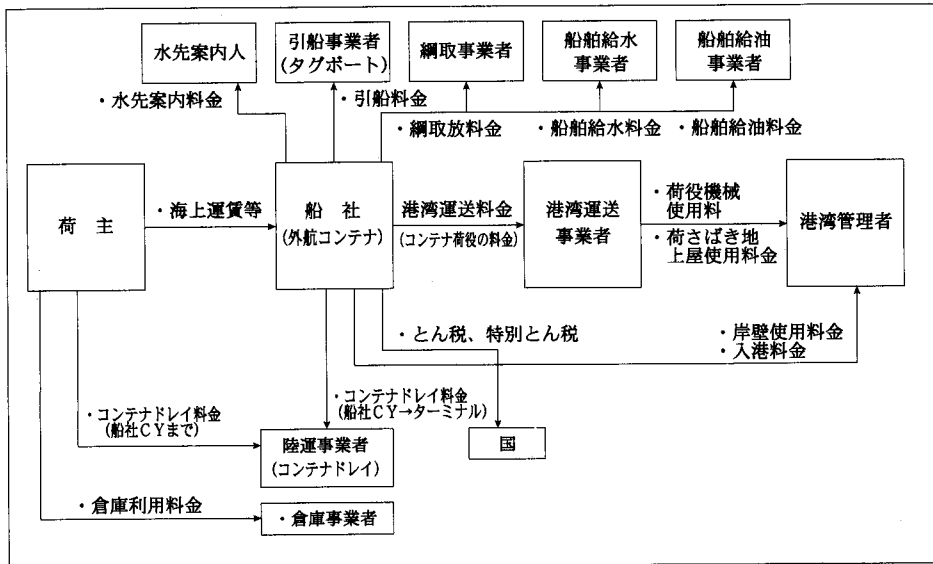 水先案内人
引船事業者
(タグボート)
綱取事業者
船舶給水
事業者
船舶給油
事業者
・水先案内料金
・引船料金
・綱取放料金
・船舶給水料金
・船舶給油料金
荷主
・海上運賃等
船社
(外航コンテナ)
港湾運送料金
(コンテナ荷役の料金)
港湾運送
事業者
・荷役機械
使用料
・荷さばき地
上屋使用料金
港湾管理者
・とん税、特別とん税
・岸壁使用料金
・入港料金
・コンテナドレイ料金
(船社CYまで)
・コンテナドレイ料金
(船社CY→ターミナル)
陸運事業者
(コンテナドレイ)
国
・倉庫利用料金
・倉庫事業者